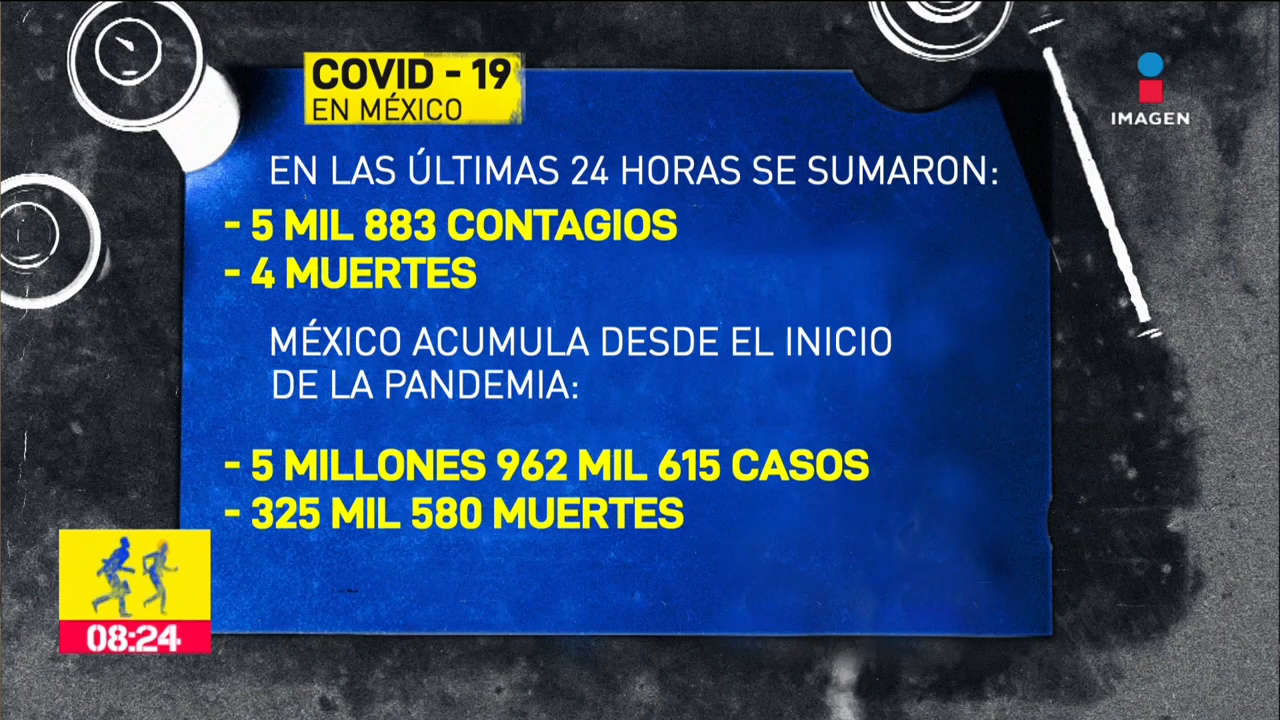 COVID - 19
EN MÉXICO
IMAGEN
EN LAS ÚLTIMAS 24 HORAS SE SUMARON:
- 5 MIL 883 CONTAGIOS
- 4 MUERTES
MÉXICO ACUMULA DESDE EL INICIO
DE LA PANDEMIA:
- 5 MILLONES 962 MIL 615 CASOS
- 325 MIL 580 MUERTES
08:24